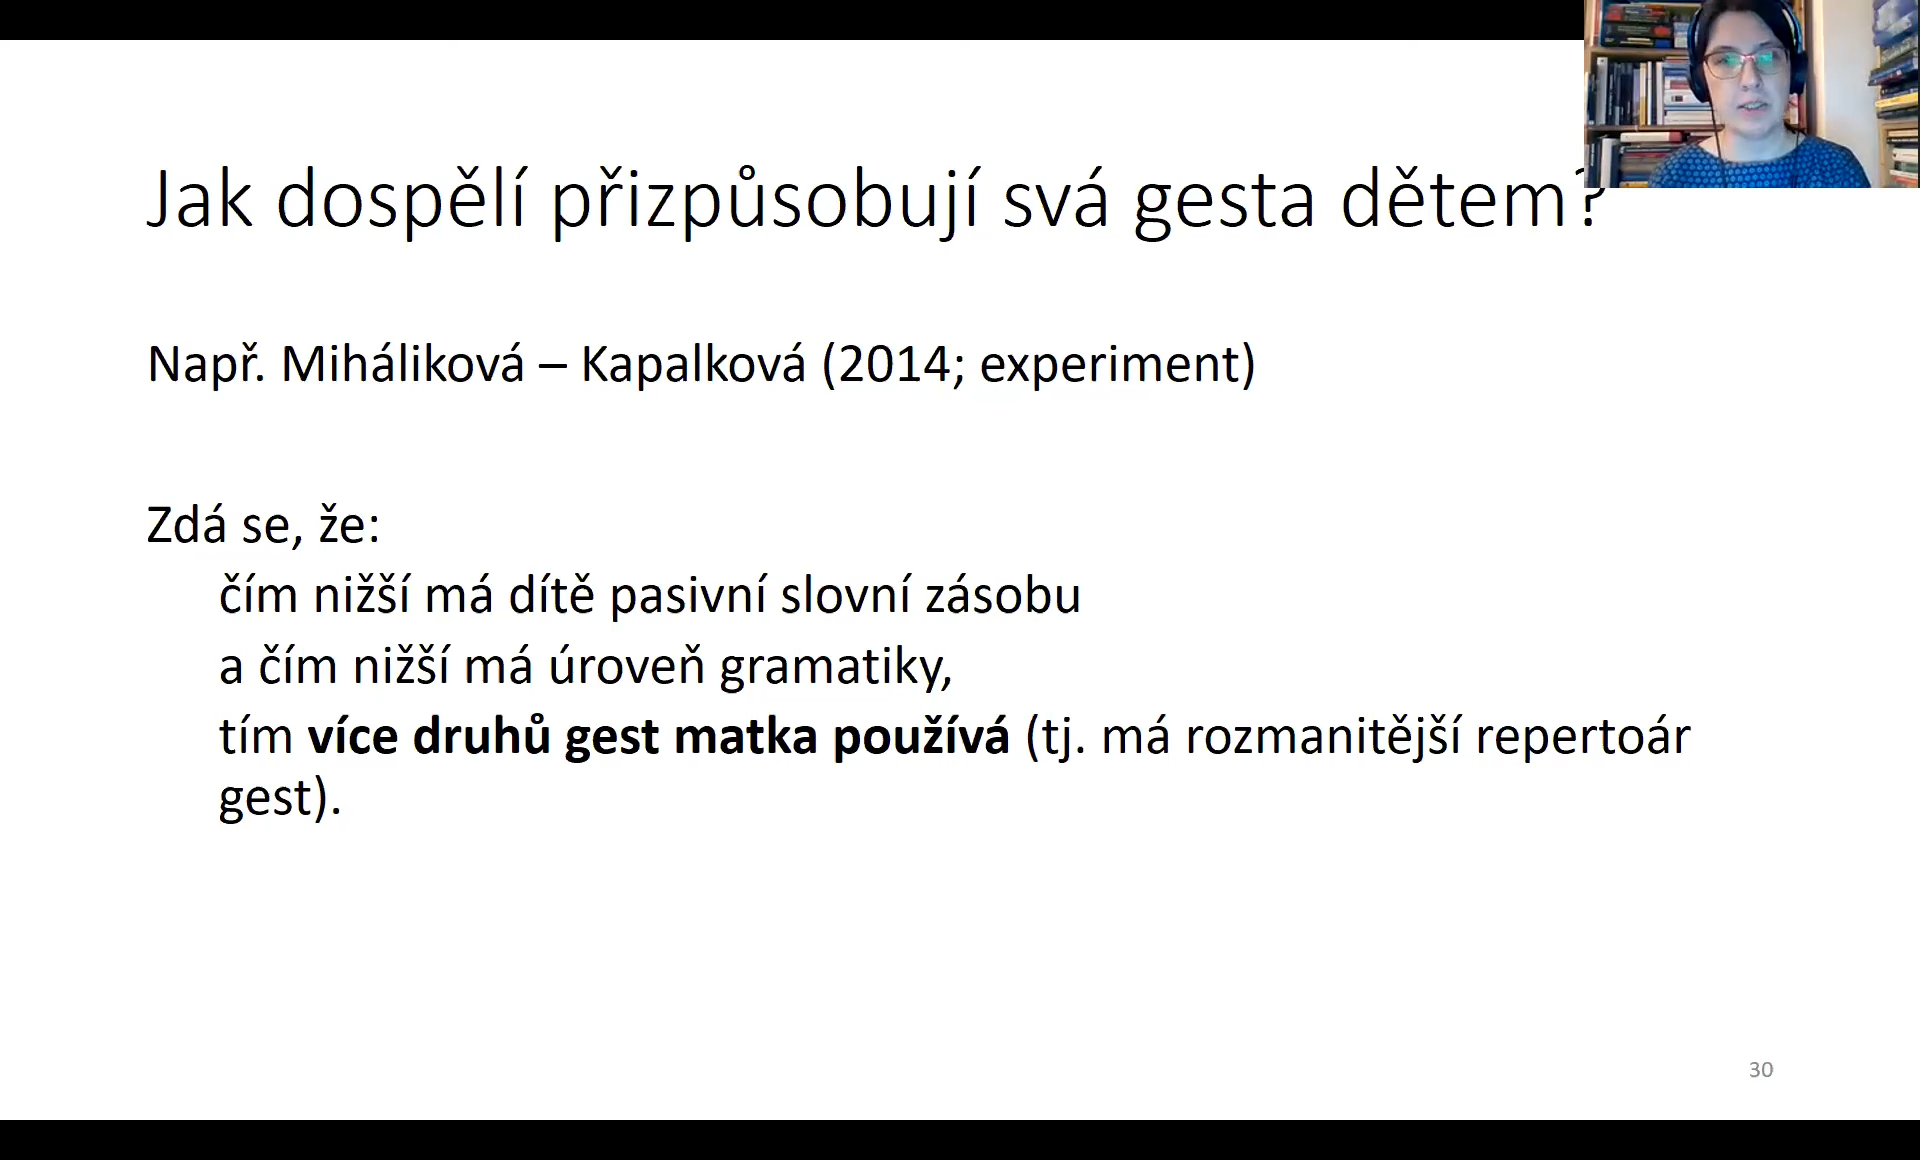 Jak dospělí přizpůsobují svá gesta dětem?
Např. Miháliková – Kapalková (2014; experiment)
Zdá se, že:
čím nižší má dítě pasivní slovní zásobu
a čím nižší má úroveň gramatiky,
tím více druhů gest matka používá (tj. má rozmanitější repertoár
gest).
30